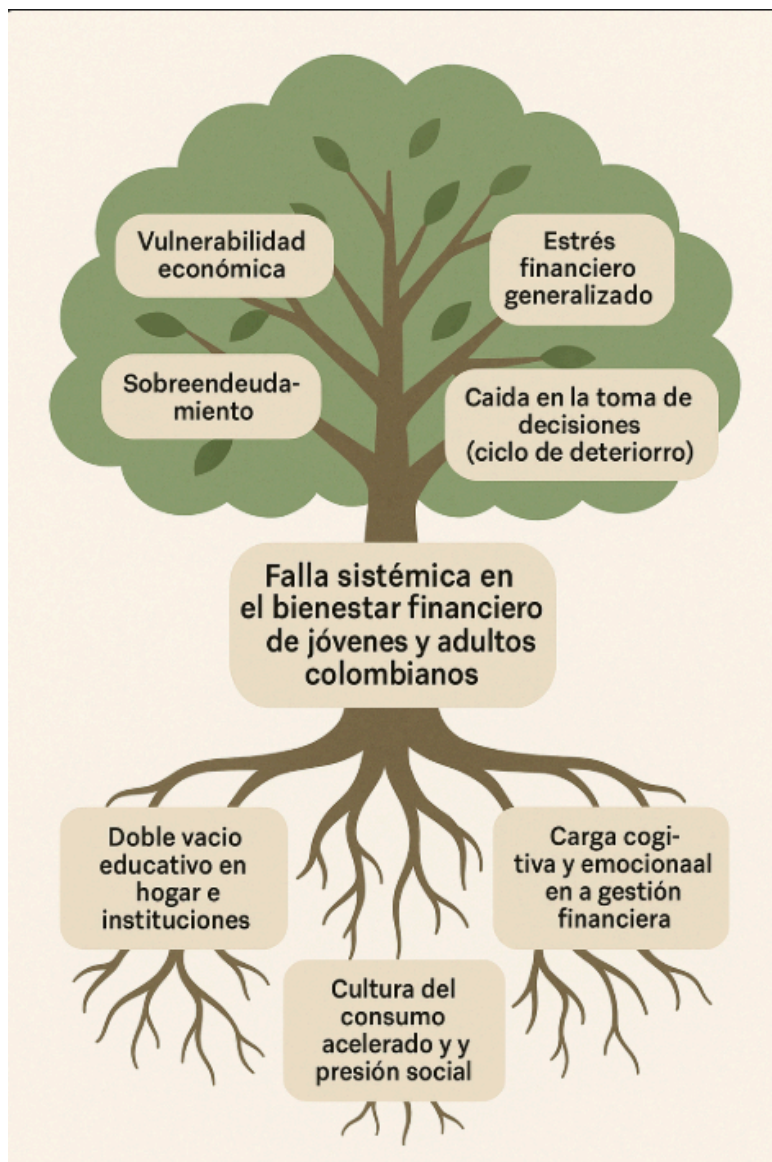 Vulnerabilidad
económica
Estrés
financiero
generalizado
Sobreendeuda-
miento
Caida en la toma de
decisiones
(ciclo de deteriorro)
Falla sistémica en
el bienestar financiero
de jóvenes y adultos
colombianos
Doble vacio
educativo en
hogar e
instituciones
Carga cogi-
tiva y emocionaal
en a gestión
financiera
Cultura del
consumo
acelerado y y
presión social